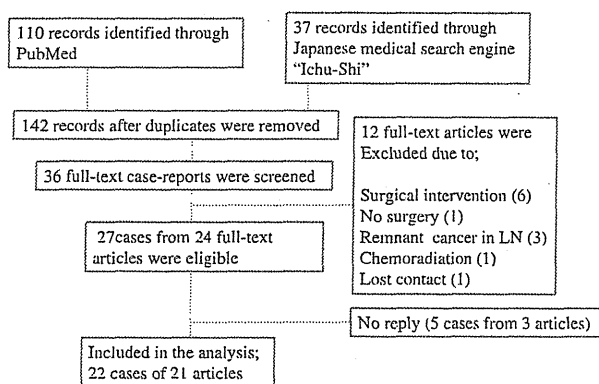 110 records identified through
PubMed
37 records identified through
Japanese medical search engine
“Ichu-Shi”
142 records after duplicates were removed
36 full-text case-reports were screened
12 full-text articles were
Excluded due to;
Surgical intervention (6)
No surgery (1)
Remnant cancer in LN (3)
Chemoradiation (1)
Lost contact (1)
27cases from 24 full-text
articles were eligible
No reply (5 cases from 3 articles)
Included in the analysis;
22 cases of 21 articles